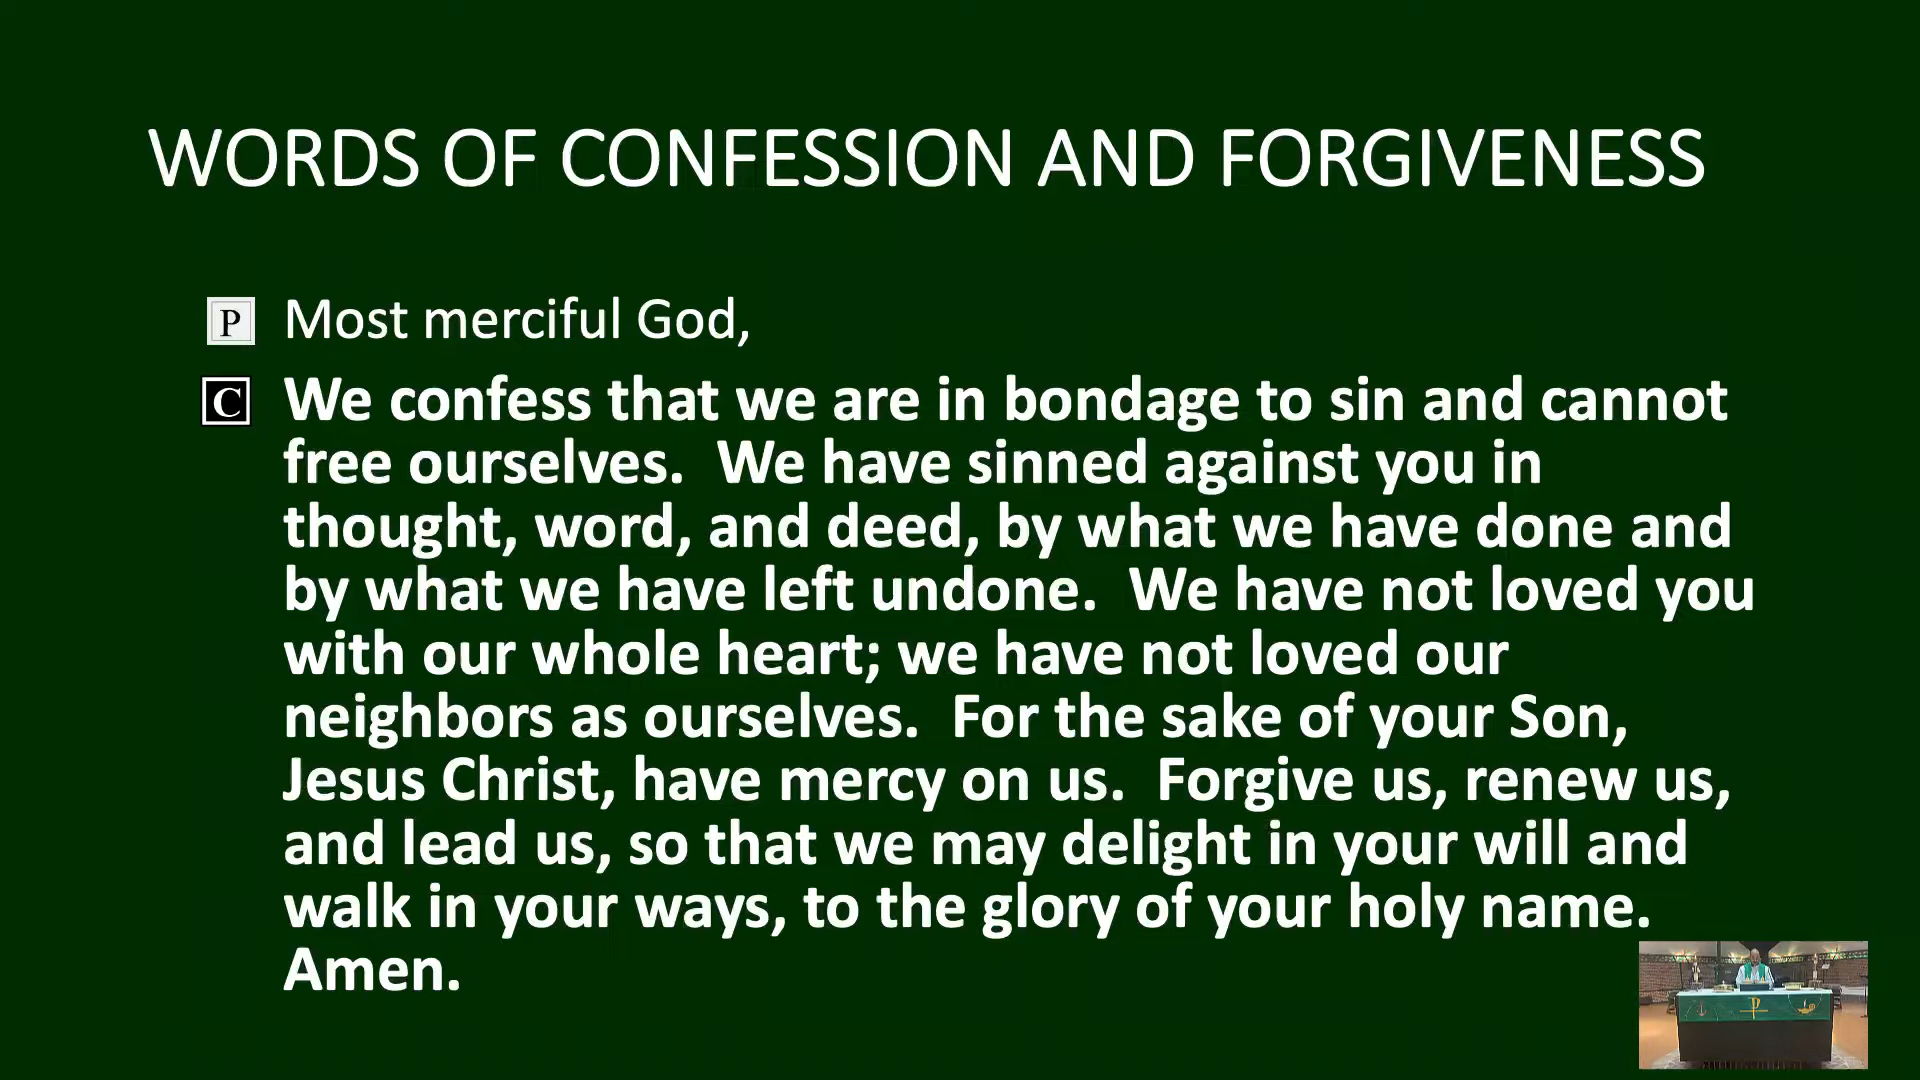 WORDS OF CONFESSION AND FORGIVENESS
P Most merciful God,
C We confess that we are in bondage to sin and cannot
free ourselves.  We have sinned against you in
thought, word, and deed, by what we have done and
by what we have left undone.  We have not loved you
with our whole heart; we have not loved our
neighbors as ourselves.  For the sake of your Son,
Jesus Christ, have mercy on us.  Forgive us, renew us,
and lead us, so that we may delight in your will and
walk in your ways, to the glory of your holy name.
Amen.